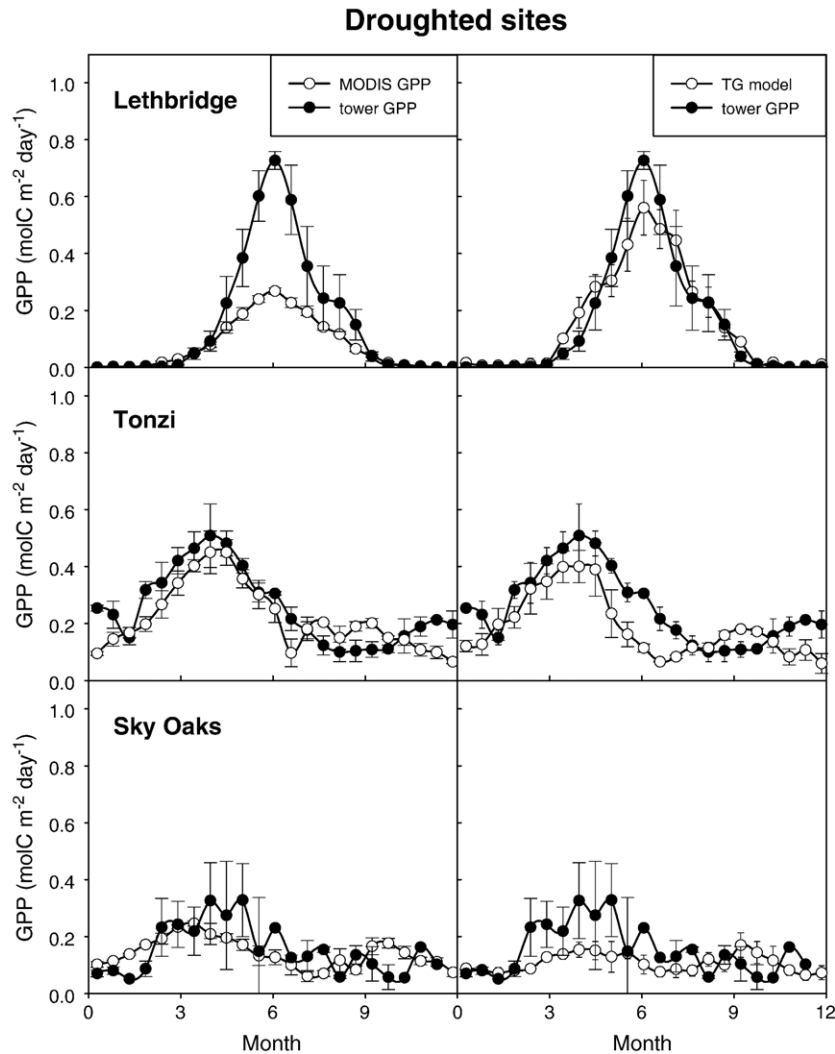 Droughted sites
Lethbridge
MODIS GPP
tower GPP
TG model
tower GPP
GPP (molC m-2 day-1)
1.0
0.8
0.6
0.4
0.2
0.0
Tonzi
GPP (molC m-2 day-1)
1.0
0.8
0.6
0.4
0.2
0.0
Sky Oaks
GPP (molC m-2 day-1)
1.0
0.8
0.6
0.4
0.2
0.0
0 3 6 9 0 3 6 9 12
Month Month